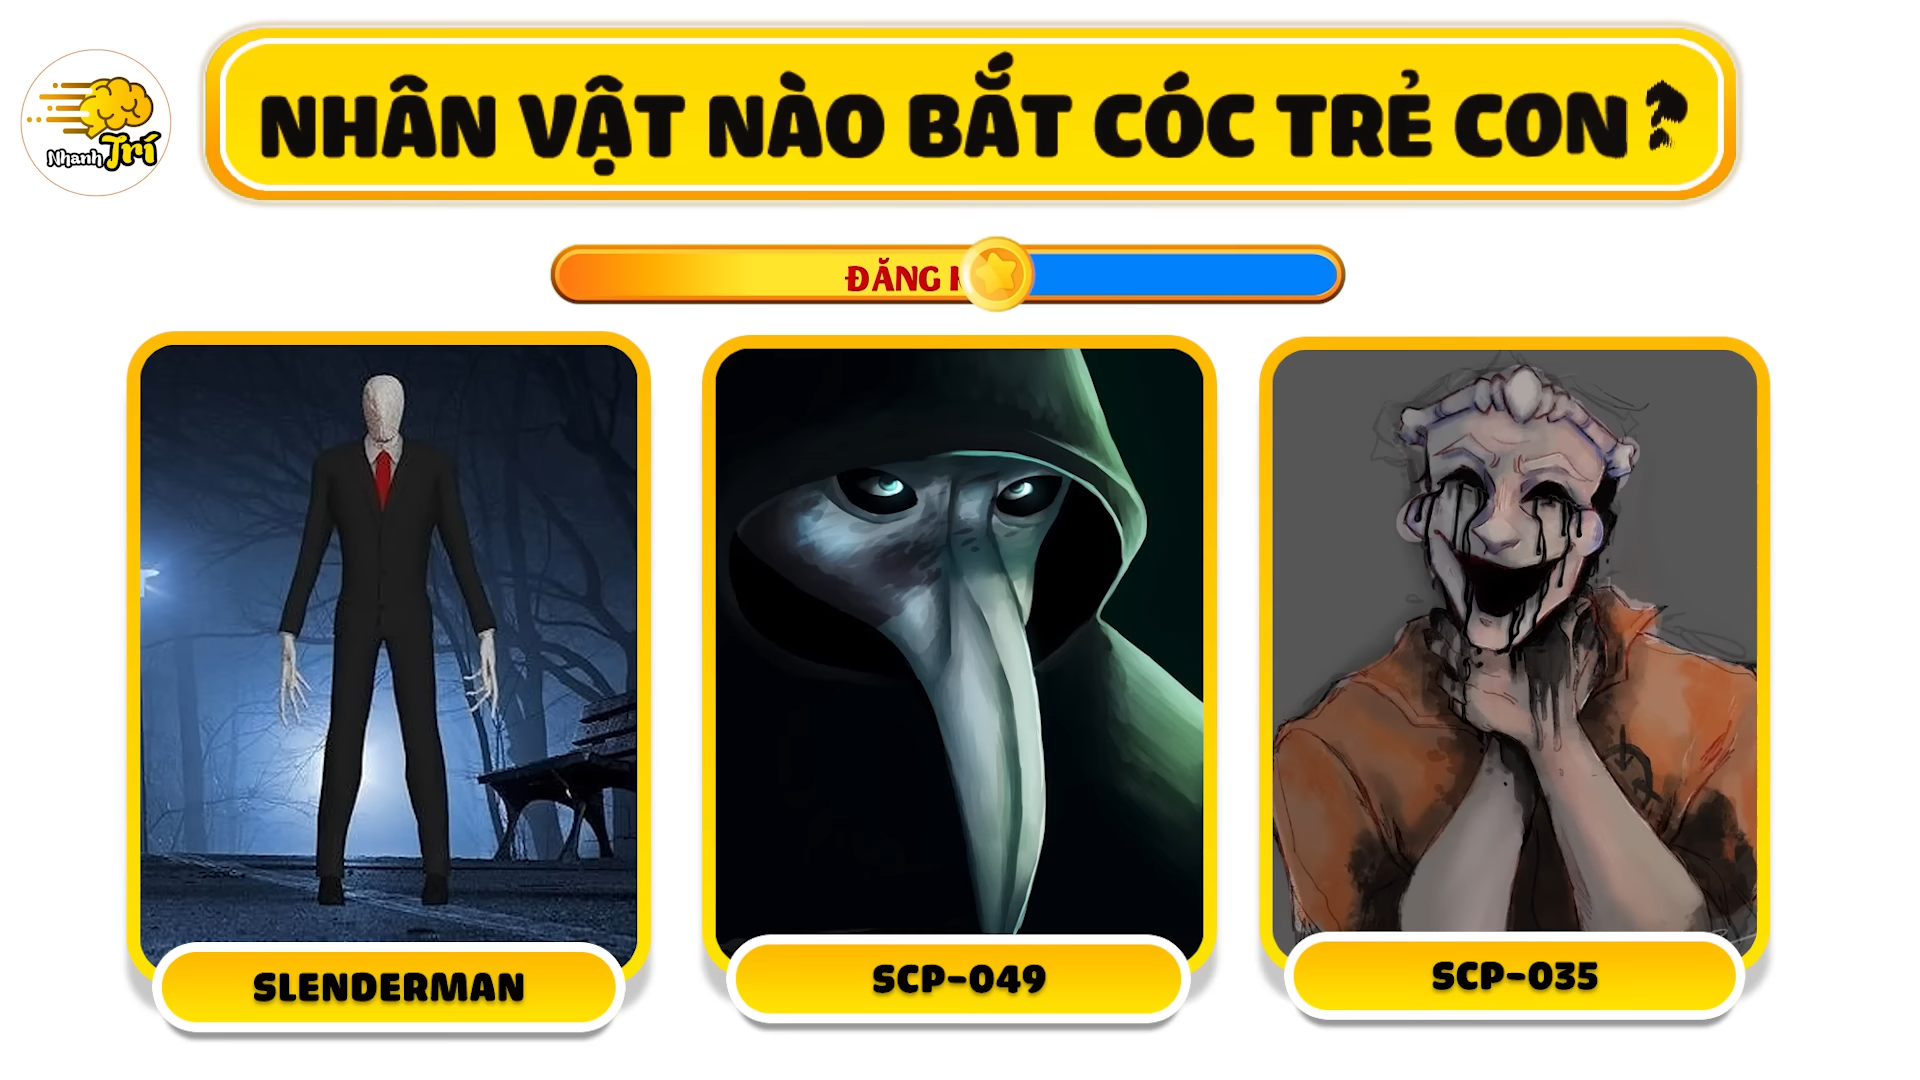 NHÂN VẬT NÀO BẮT CÓC TRẺ CON?
Nhanh Trí
ĐĂNG
SLENDERMAN
SCP-049
SCP-035